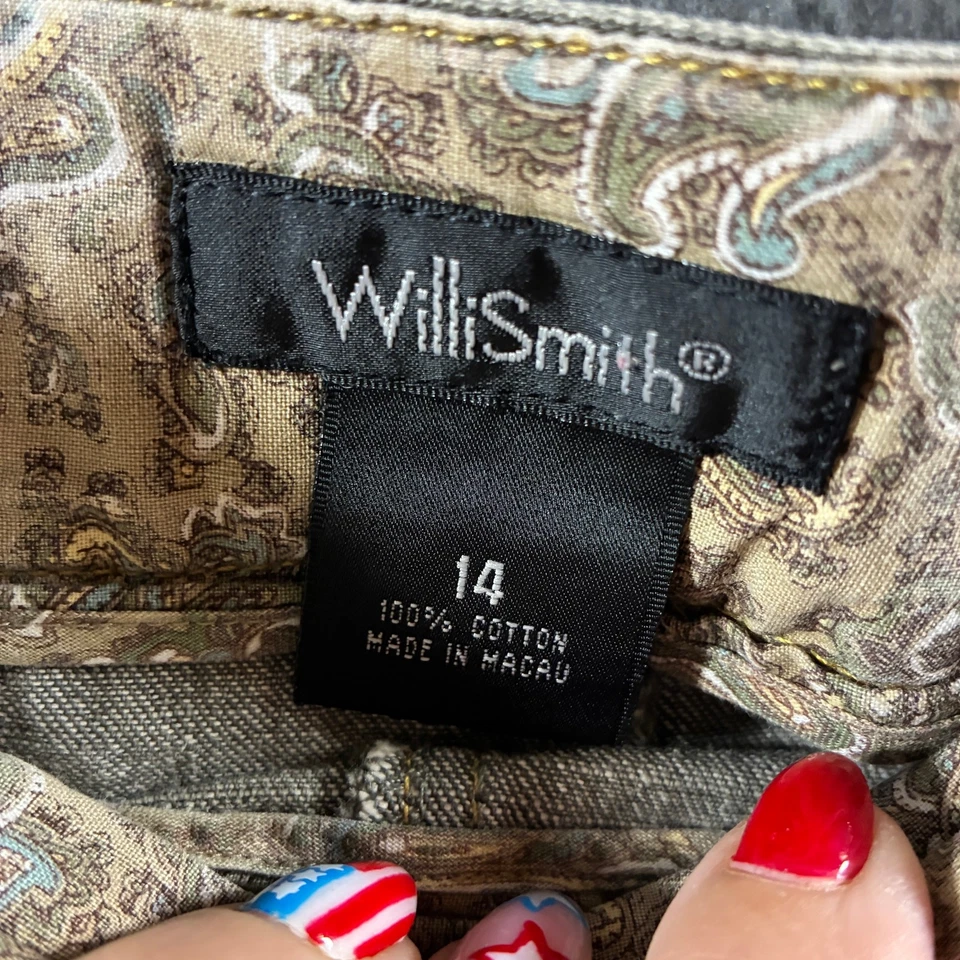 WilliSmith®
14
100% COTTON
MADE IN MACAU